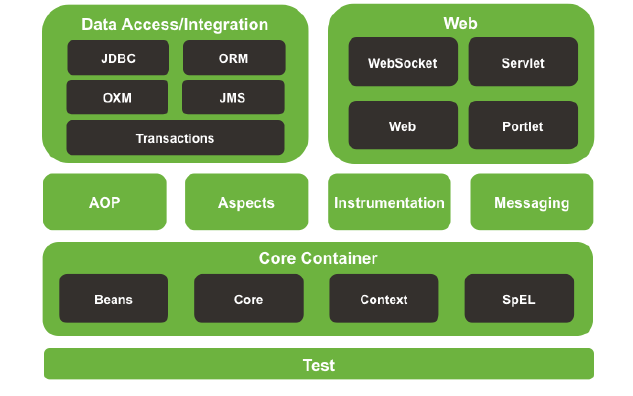 Data Access/Integration
JDBC
ORM
OXM
JMS
Transactions
Web
WebSocket
Servlet
Web
Portlet
AOP
Aspects
Instrumentation
Messaging
Core Container
Beans
Core
Context
SpEL
Test